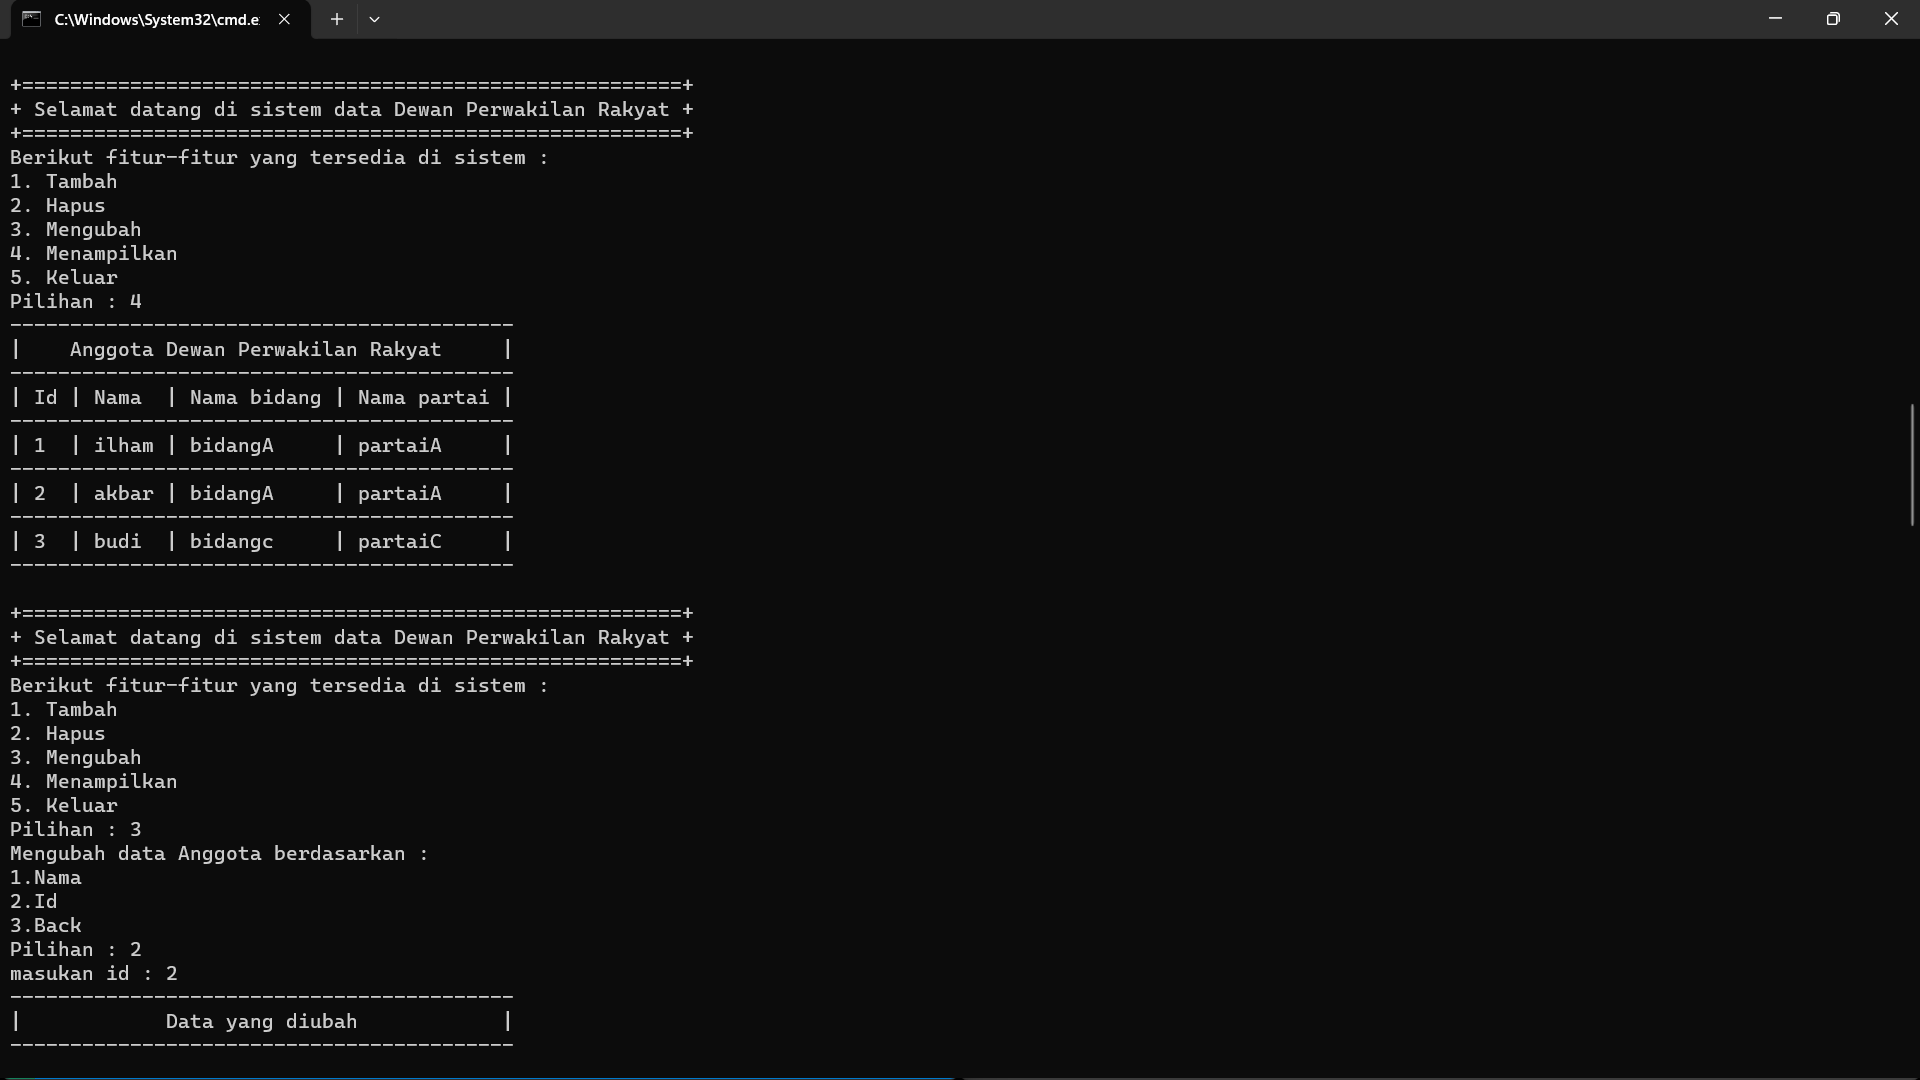 C:\Windows\System32\cmd.e
+=======================================================+
+ Selamat datang di sistem data Dewan Perwakilan Rakyat +
+=======================================================+
Berikut fitur-fitur yang tersedia di sistem :
1. Tambah
2. Hapus
3. Mengubah
4. Menampilkan
5. Keluar
Pilihan : 4
------------------------------------------
|    Anggota Dewan Perwakilan Rakyat     |
------------------------------------------
| Id | Nama  | Nama bidang | Nama partai |
------------------------------------------
| 1  | ilham | bidangA     | partaiA     |
------------------------------------------
| 2  | akbar | bidangA     | partaiA     |
------------------------------------------
| 3  | budi  | bidangc     | partaiC     |
------------------------------------------
+=======================================================+
+ Selamat datang di sistem data Dewan Perwakilan Rakyat +
+=======================================================+
Berikut fitur-fitur yang tersedia di sistem :
1. Tambah
2. Hapus
3. Mengubah
4. Menampilkan
5. Keluar
Pilihan : 3
Mengubah data Anggota berdasarkan :
1.Nama
2.Id
3.Back
Pilihan : 2
masukan id : 2
------------------------------------------
|            Data yang diubah            |
------------------------------------------